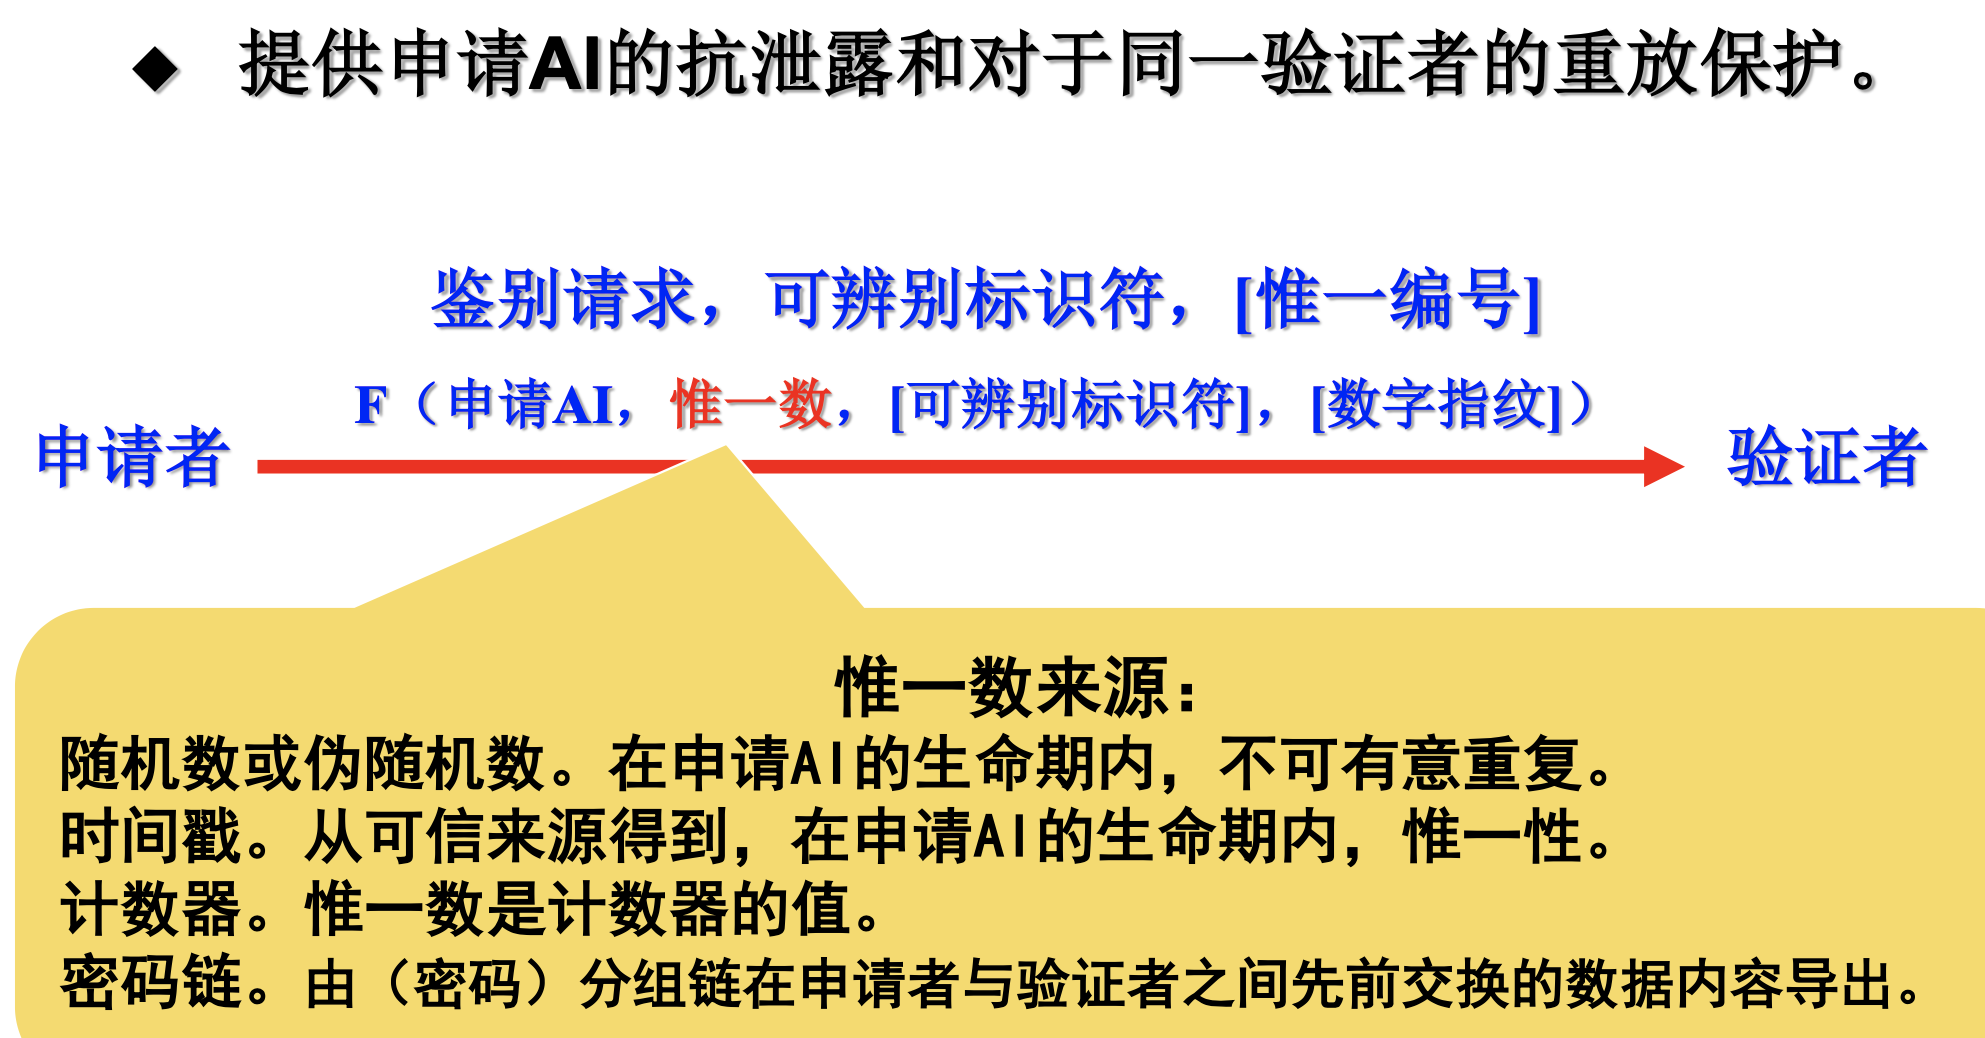 ◆ 提供申请AI的抗泄露和对于同一验证者的重放保护。
鉴别请求，可辨别标识符，[惟一编号]
F（申请AI，惟一数，[可辨别标识符]，[数字指纹]）
申请者
验证者
惟一数来源：
随机数或伪随机数。在申请AI的生命期内，不可有意重复。
时间戳。从可信来源得到，在申请AI的生命期内，惟一性。
计数器。惟一数是计数器的值。
密码链。由（密码）分组链在申请者与验证者之间先前交换的数据内容导出。